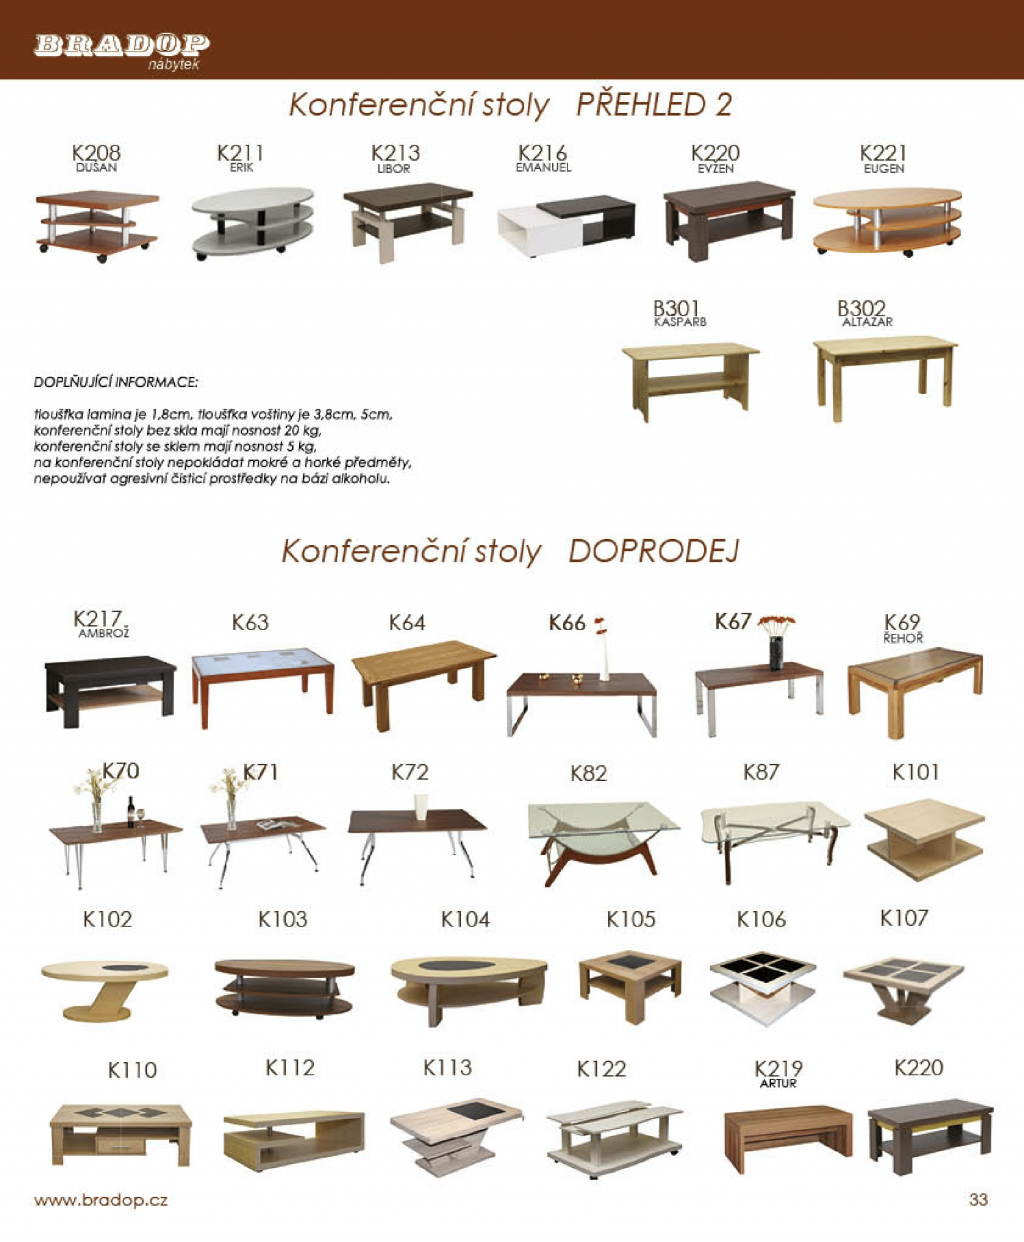 BRADOP
nábytek
Konferenční stoly PŘEHLED 2
K208 K211 K213 K216 K220 K221
DUŠAN ERIK LIBOR EMANUEL EVŽEN EUGEN
B301 B302
KAŠPARB ALTAZAR
DOPLŇUJÍCÍ INFORMACE:
tloušťka lamina je 1,8cm, tloušťka voštiny je 3,8cm, 5cm,
konferenční stoly bez skla mají nosnost 20 kg,
konferenční stoly se sklem mají nosnost 5 kg,
na konferenční stoly nepokládat mokré a horké předměty,
nepoužívat agresivní čisticí prostředky na bázi alkoholu.
Konferenční stoly DOPRODEJ
K217 K63 K64 K66 K67 K69
AMBROŽ ŘEHOŘ
K70 K71 K72 K82 K87 K101
K102 K103 K104 K105 K106 K107
K110 K112 K113 K122 K219 K220
ARTUR
www.bradop.cz 33